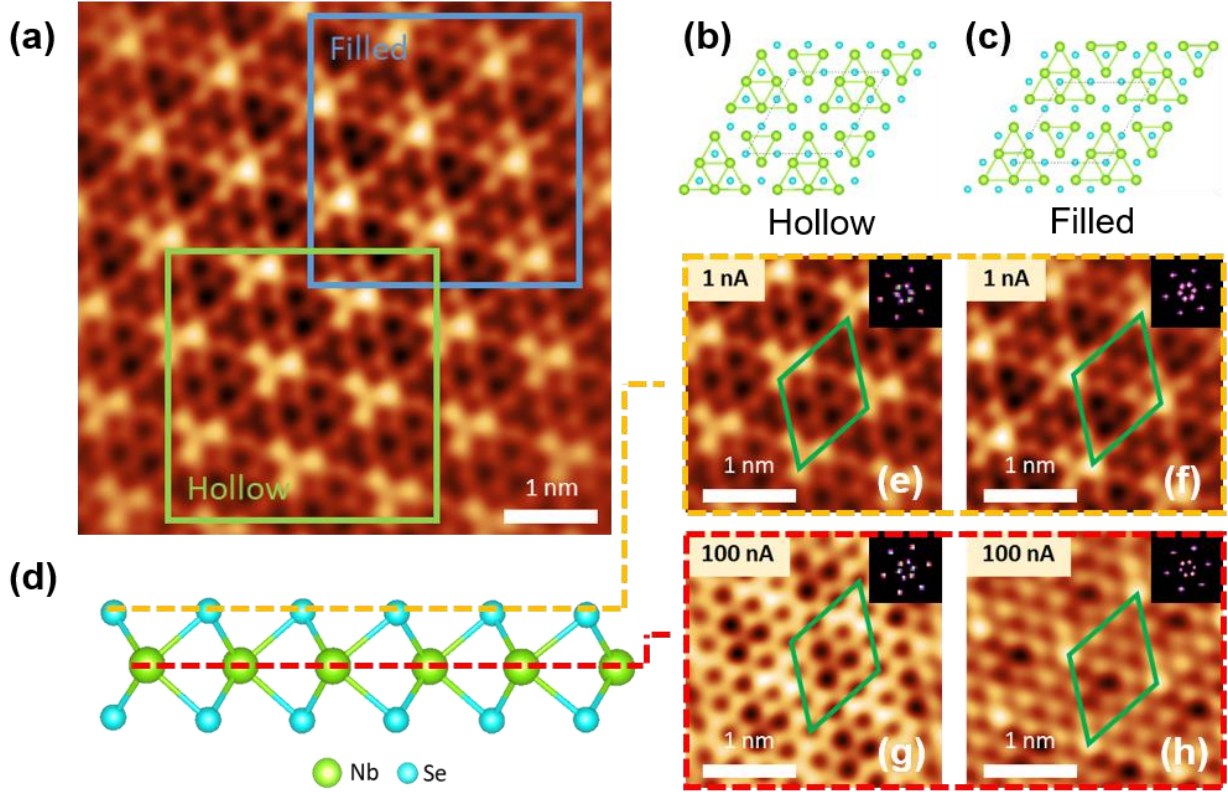 (a)
Filled
Hollow
1 nm
(b)
Hollow
(c)
Filled
(d)
Nb
Se
1 nA
1 nm
(e)
1 nA
1 nm
(f)
100 nA
1 nm
(g)
100 nA
1 nm
(h)